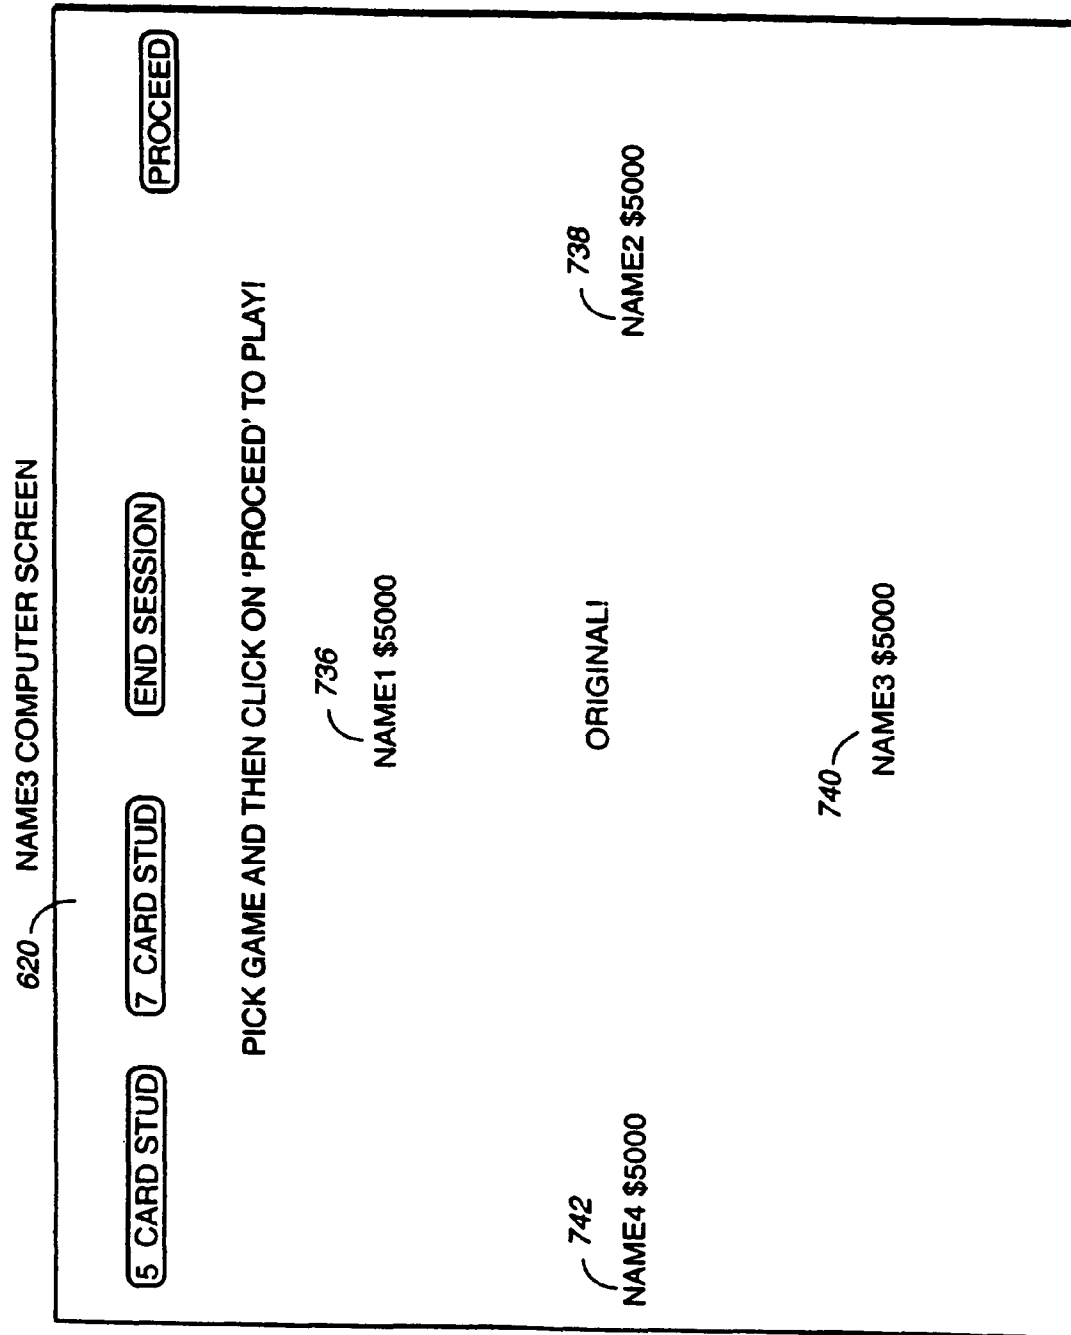 620 NAME3 COMPUTER SCREEN
5 CARD STUD 7 CARD STUD END SESSION PROCEED
PICK GAME AND THEN CLICK ON 'PROCEED' TO PLAY!
736
NAME1 $5000
742 738
NAME4 $5000 ORIGINAL! NAME2 $5000
740
NAME3 $5000